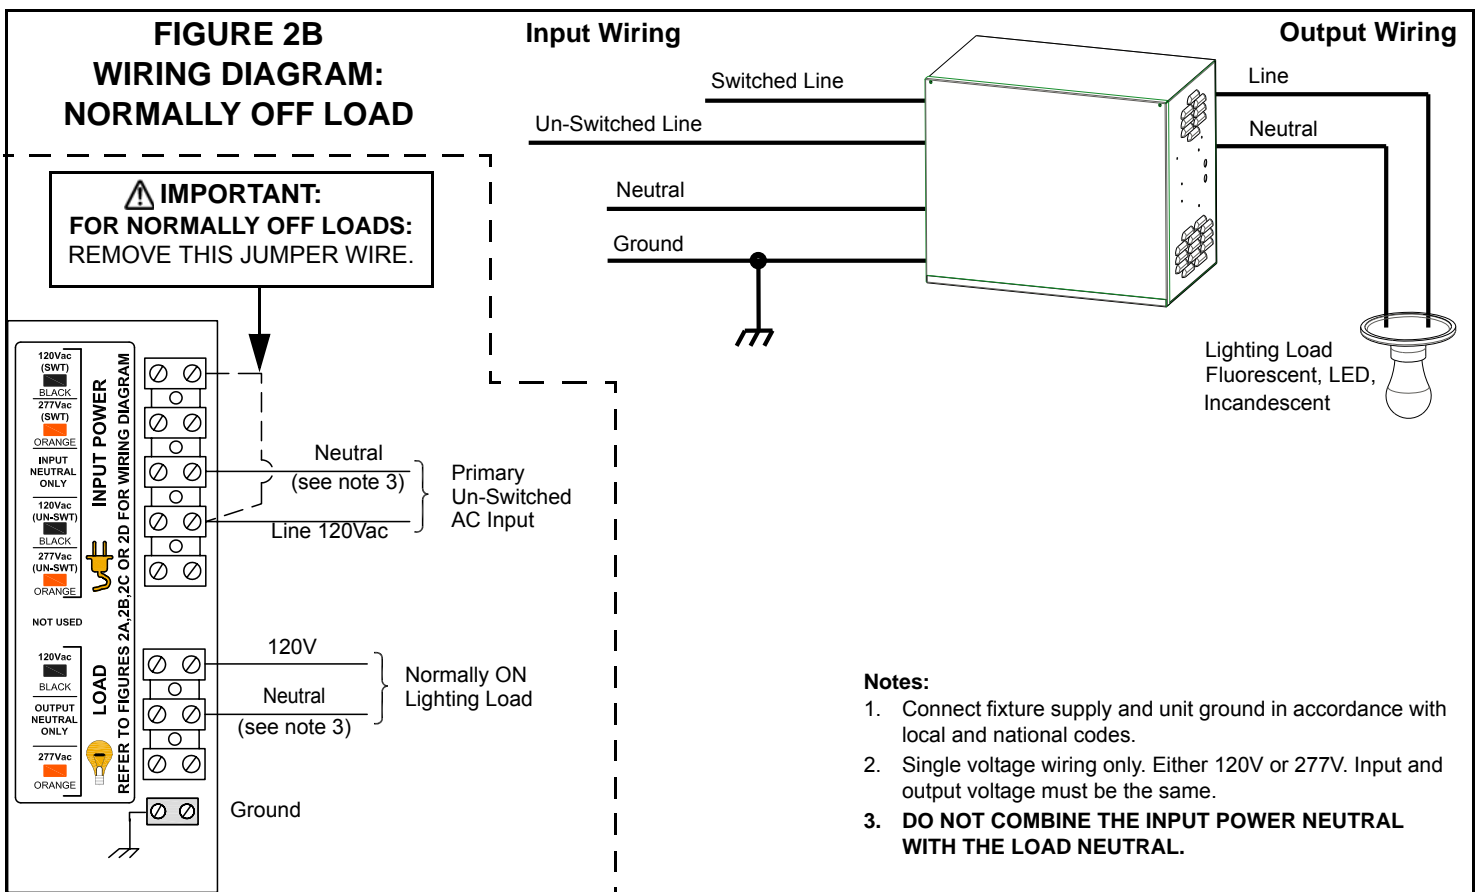 FIGURE 2B
WIRING DIAGRAM:
NORMALLY OFF LOAD
Input Wiring
Output Wiring
Switched Line
Un-Switched Line
Neutral
Ground
Line
Neutral
Lighting Load
Fluorescent, LED,
Incandescent
IMPORTANT:
FOR NORMALLY OFF LOADS:
REMOVE THIS JUMPER WIRE.
120Vac
(SWT)
BLACK
277Vac
(SWT)
ORANGE
INPUT
NEUTRAL
ONLY
120Vac
(UN-SWT)
BLACK
277Vac
(UN-SWT)
ORANGE
NOT USED
120Vac
BLACK
OUTPUT
NEUTRAL
ONLY
277Vac
ORANGE
INPUT POWER
LOAD
REFER TO FIGURES 2A,2B,2C OR 2D FOR WIRING DIAGRAM
Neutral
(see note 3)
Line 120Vac
Primary
Un-Switched
AC Input
120V
Neutral
(see note 3)
Normally ON
Lighting Load
Ground
Notes:
1. Connect fixture supply and unit ground in accordance with
local and national codes.
2. Single voltage wiring only. Either 120V or 277V. Input and
output voltage must be the same.
3. DO NOT COMBINE THE INPUT POWER NEUTRAL
WITH THE LOAD NEUTRAL.